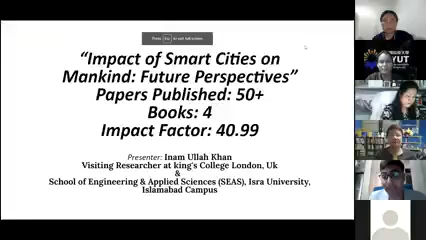 Press Esc to exit full screen
“Impact of Smart Cities on
Mankind: Future Perspectives”
Papers Published: 50+
Books: 4
Impact Factor: 40.99
Presenter: Inam Ullah Khan
Visiting Researcher at king's College London, Uk
&
School of Engineering & Applied Sciences (SEAS), Isra University,
Islamabad Campus
YUT